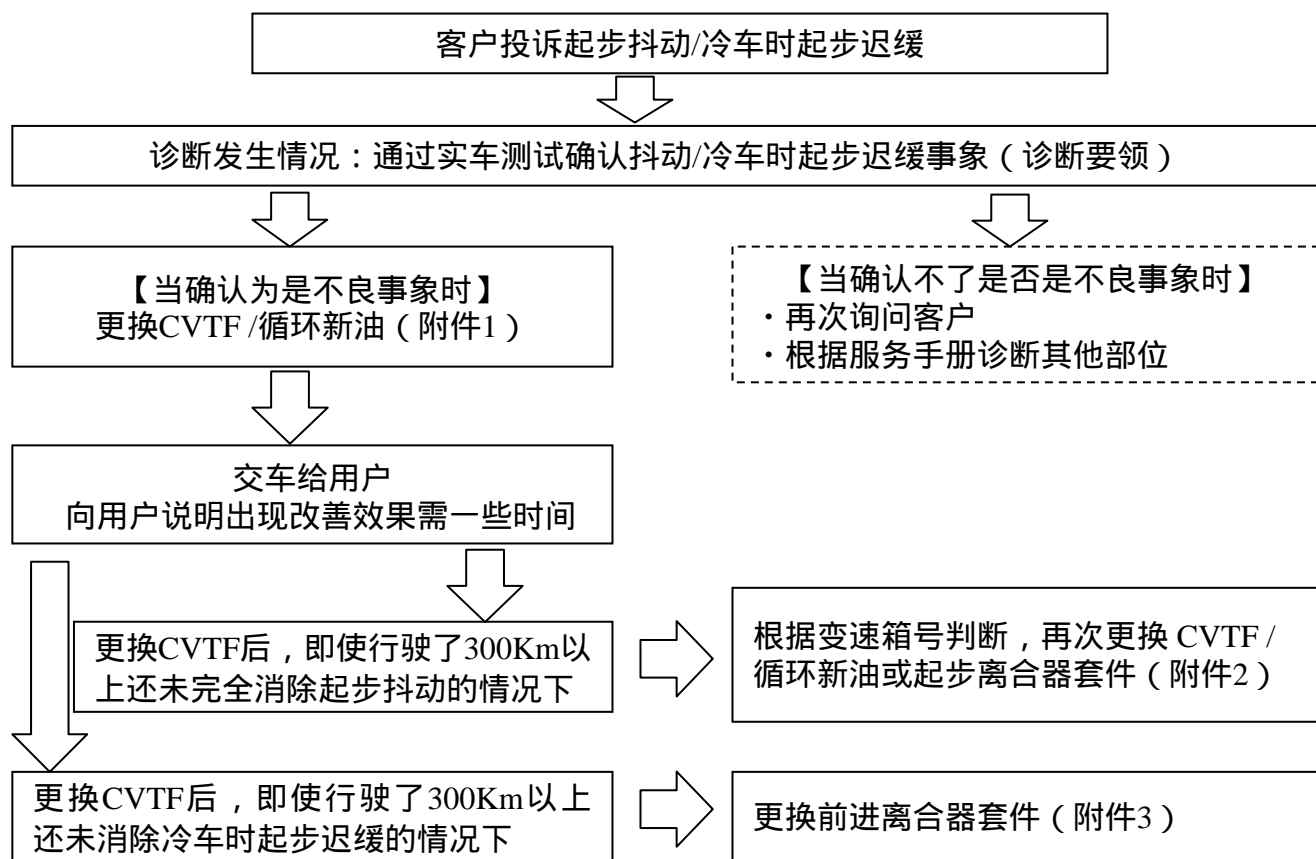 客户投诉起步抖动/冷车时起步迟缓
诊断发生情况：通过实车测试确认抖动/冷车时起步迟缓事象（诊断要领）
【当确认为是不良事象时】
更换CVTF /循环新油（附件1）
【当确认不了是否是不良事象时】
・再次询问客户
・根据服务手册诊断其他部位
交车给用户
向用户说明出现改善效果需一些时间
更换CVTF后，即使行驶了300Km以
上还未完全消除起步抖动的情况下
根据变速箱号判断，再次更换 CVTF /
循环新油或起步离合器套件（附件2）
更换CVTF后，即使行驶了300Km以上
还未消除冷车时起步迟缓的情况下
更换前进离合器套件（附件3）